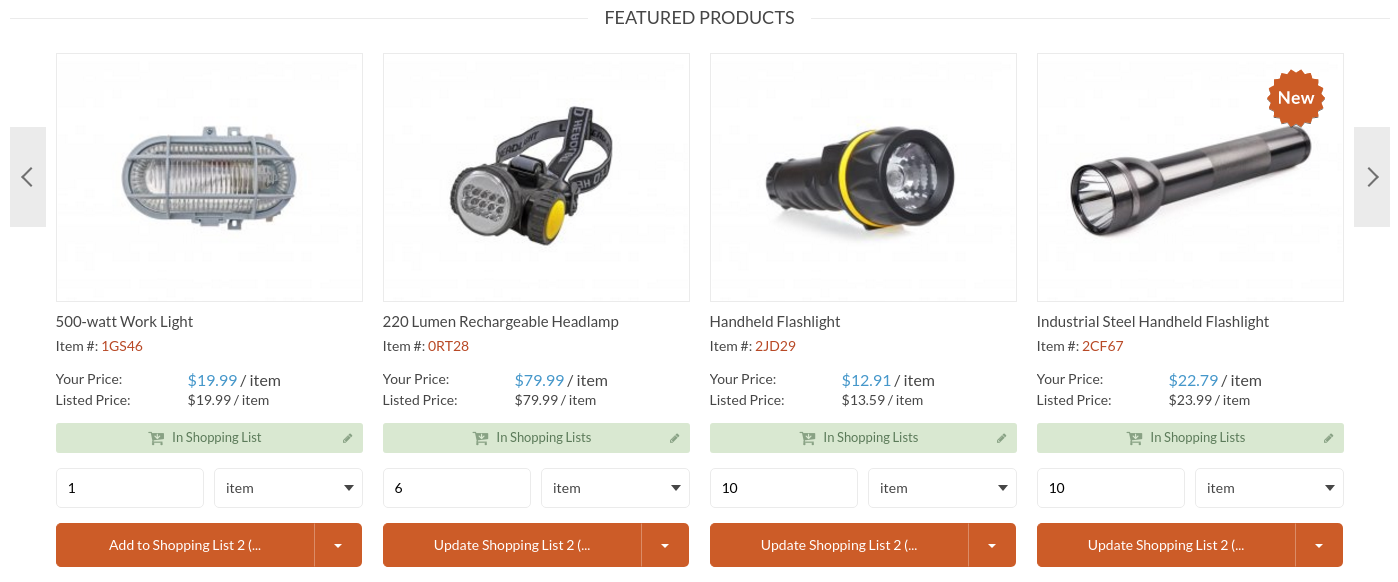 FEATURED PRODUCTS
New
500-watt Work Light
Item #: 1GS46
Your Price: $19.99 / item
Listed Price: $19.99 / item
In Shopping List
1 item
Add to Shopping List 2 (...
220 Lumen Rechargeable Headlamp
Item #: 0RT28
Your Price: $79.99 / item
Listed Price: $79.99 / item
In Shopping Lists
6 item
Update Shopping List 2 (...
Handheld Flashlight
Item #: 2JD29
Your Price: $12.91 / item
Listed Price: $13.59 / item
In Shopping Lists
10 item
Update Shopping List 2 (...
Industrial Steel Handheld Flashlight
Item #: 2CF67
Your Price: $22.79 / item
Listed Price: $23.99 / item
In Shopping Lists
10 item
Update Shopping List 2 (...